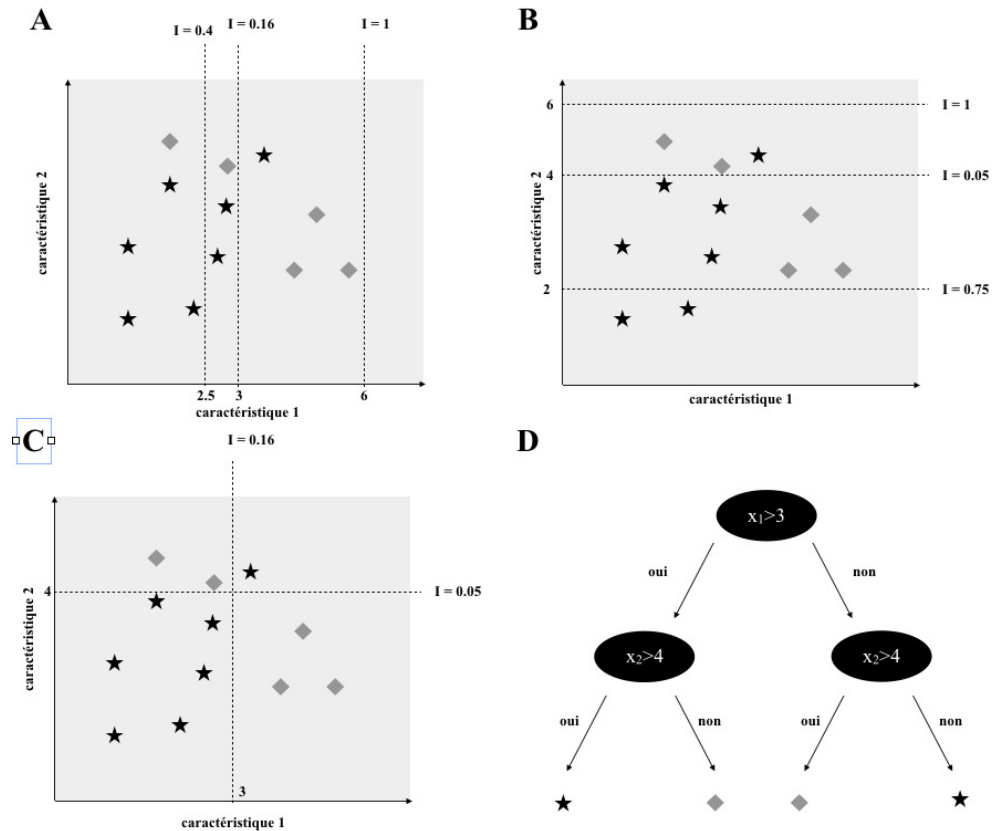 A
I = 0.4
I = 0.16
I = 1
caractéristique 2
2.5
3
6
caractéristique 1
B
6
I = 1
4
I = 0.05
caractéristique 2
2
I = 0.75
caractéristique 1
C
I = 0.16
4
I = 0.05
caractéristique 2
3
caractéristique 1
D
x₁>3
oui
non
x₂>4
x₂>4
oui
non
oui
non